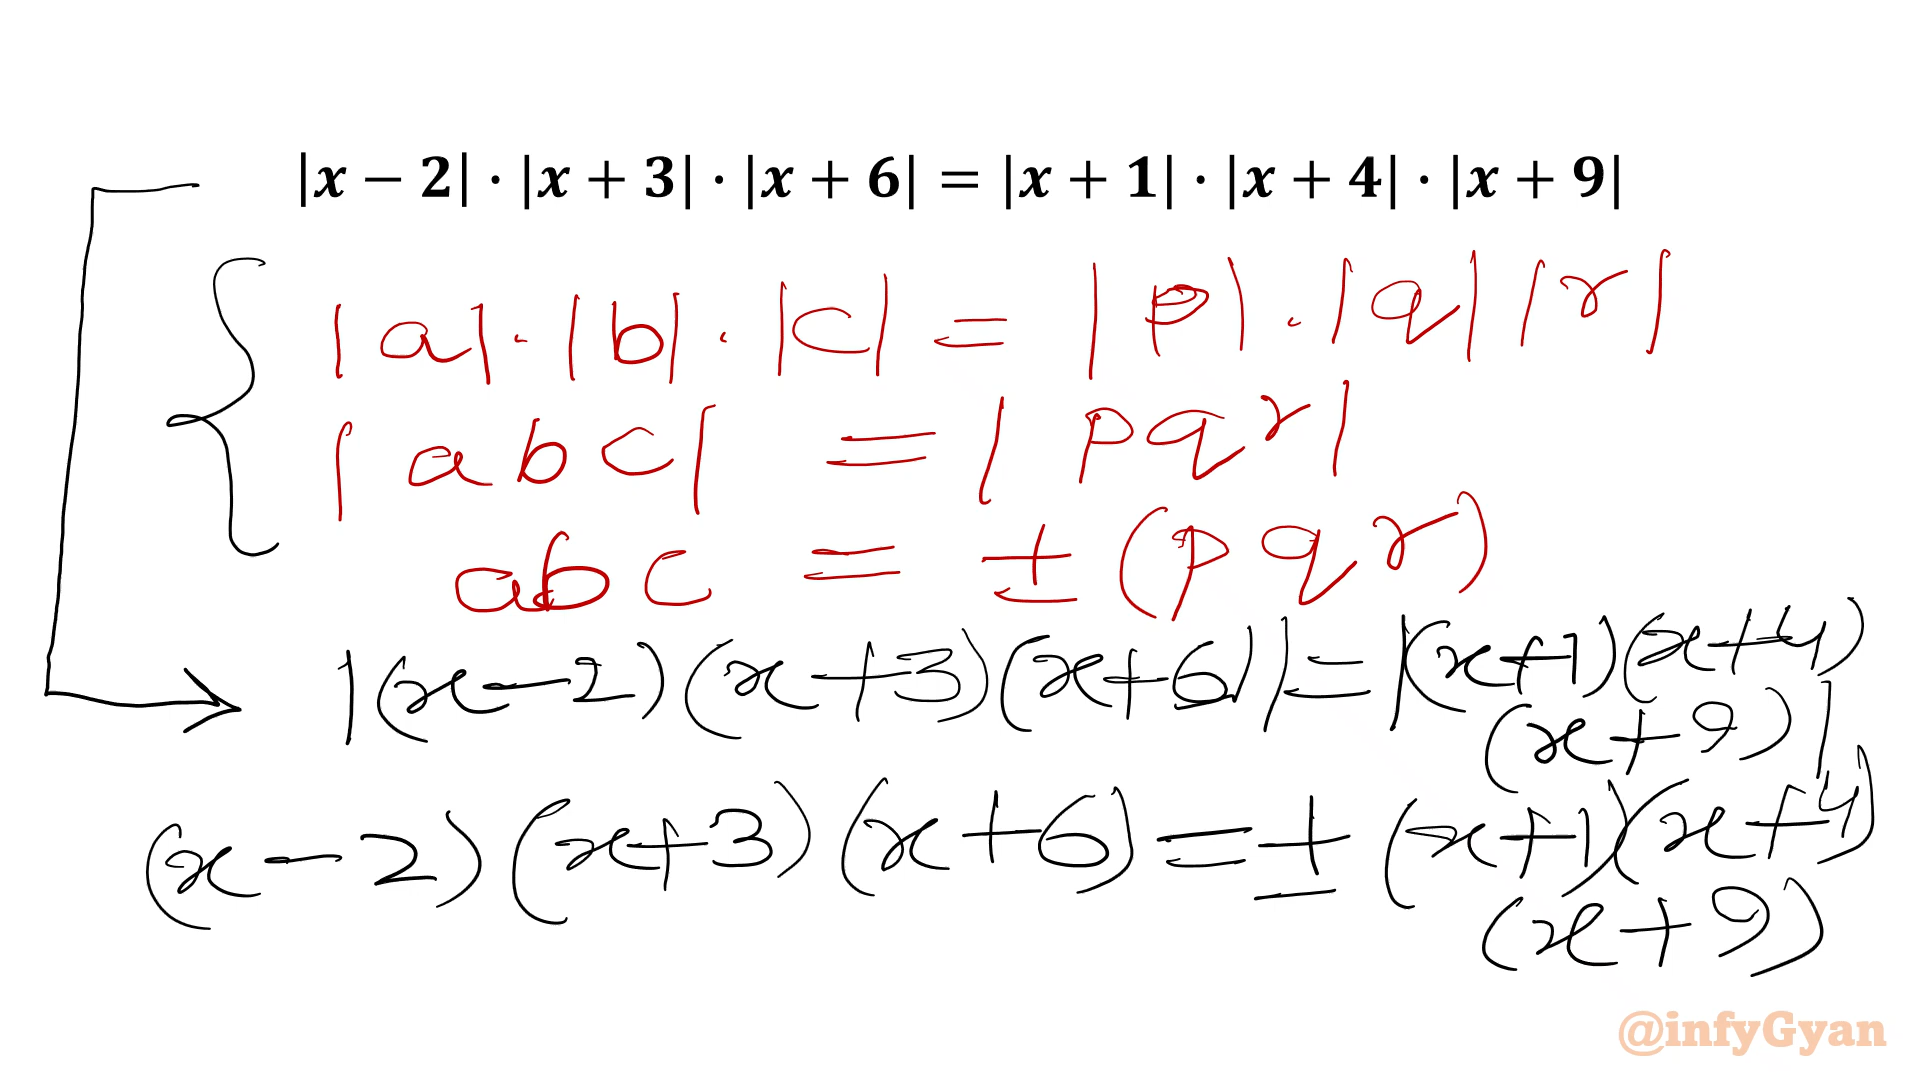 |x − 2| · |x + 3| · |x + 6| = |x + 1| · |x + 4| · |x + 9|
|a| · |b| · |c| = |p| · |q| |r|
|abc| = |pqr|
abc = ± (pqr)
|(x−2)(x+3)(x+6)| = |(x+1)(x+4)
(x+9)|
(x−2)(x+3)(x+6) = ± (x+1)(x+4)
(x+9)
@infyGyan